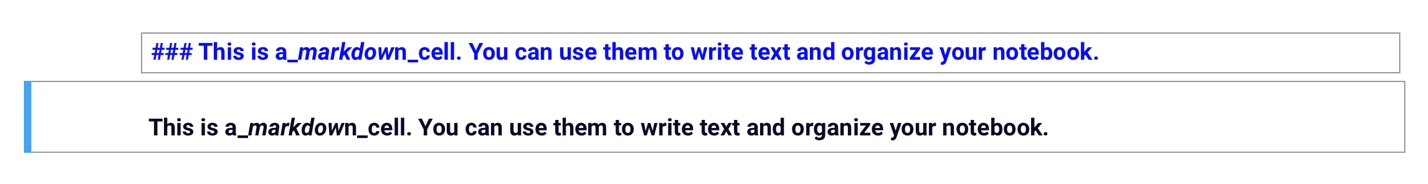 ### This is a_markdown_cell. You can use them to write text and organize your notebook.
This is a_markdown_cell. You can use them to write text and organize your notebook.